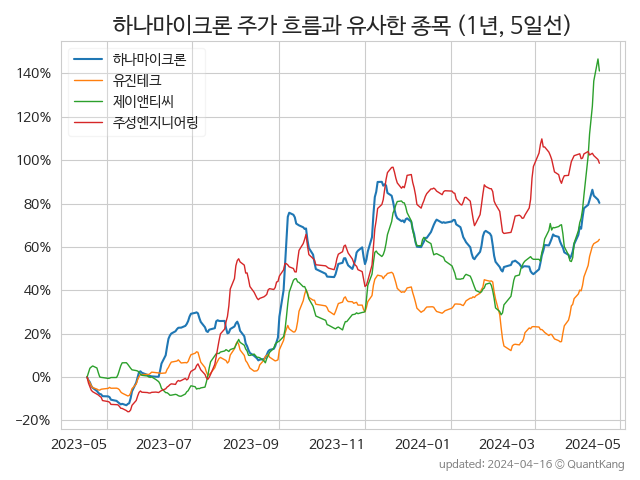 하나마이크론 주가 흐름과 유사한 종목 (1년, 5일선)
하나마이크론
유진테크
제이앤티씨
주성엔지니어링
140%
120%
100%
80%
60%
40%
20%
0%
−20%
2023-05 2023-07 2023-09 2023-11 2024-01 2024-03 2024-05
updated: 2024-04-16 © QuantKang